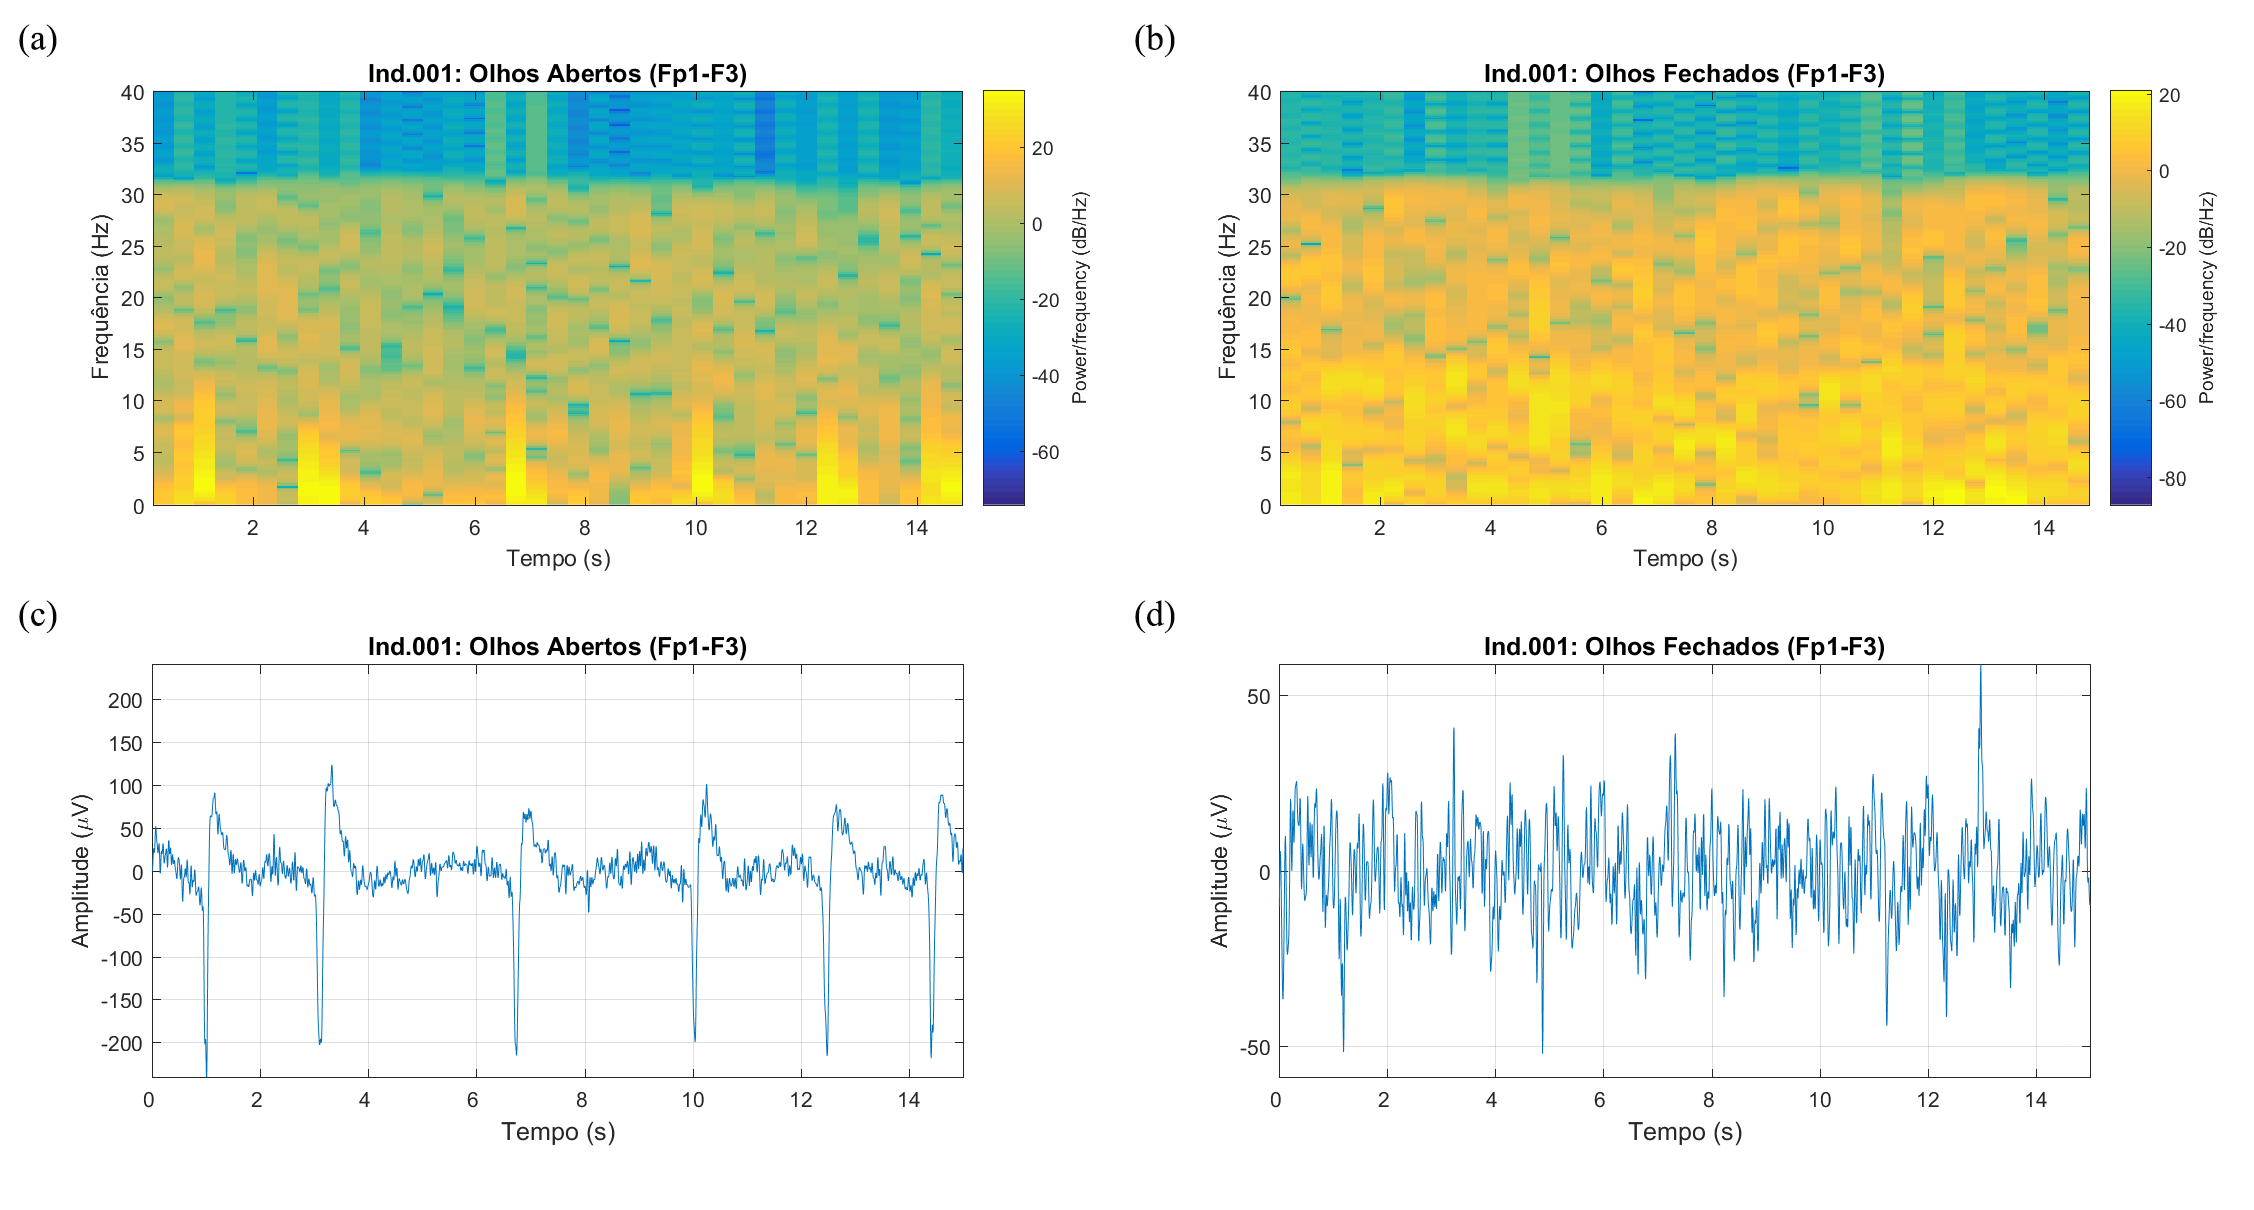 (a)
Ind.001: Olhos Abertos (Fp1-F3)
40
35
30
25
20
15
10
5
0
Frequência (Hz)
2 4 6 8 10 12 14
Tempo (s)
20
0
-20
-40
-60
Power/frequency (dB/Hz)
(b)
Ind.001: Olhos Fechados (Fp1-F3)
40
35
30
25
20
15
10
5
0
Frequência (Hz)
2 4 6 8 10 12 14
Tempo (s)
20
0
-20
-40
-60
-80
Power/frequency (dB/Hz)
(c)
Ind.001: Olhos Abertos (Fp1-F3)
200
150
100
50
0
-50
-100
-150
-200
Amplitude (μV)
0 2 4 6 8 10 12 14
Tempo (s)
(d)
Ind.001: Olhos Fechados (Fp1-F3)
50
0
-50
Amplitude (μV)
0 2 4 6 8 10 12 14
Tempo (s)